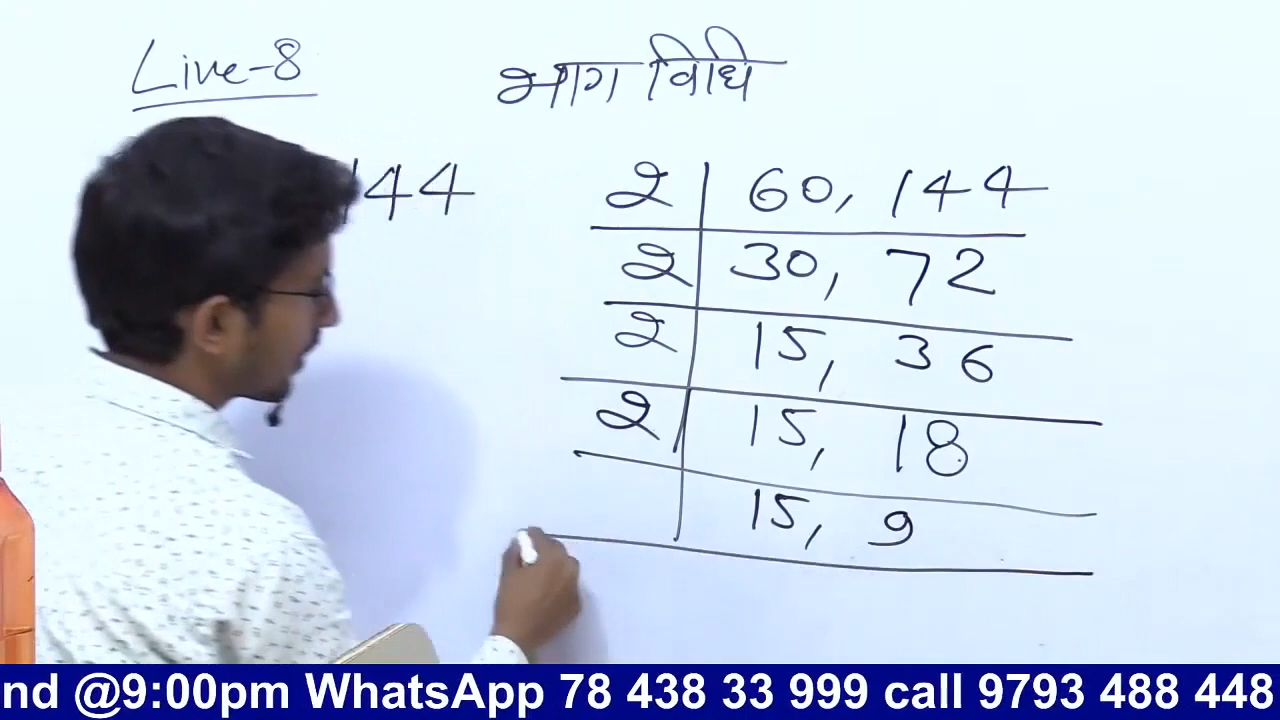 Live-8
भाग विधि
144
2 | 60, 144
2 | 30, 72
2 | 15, 36
2 | 15, 18
15, 9
nd @9:00pm WhatsApp 78 438 33 999 call 9793 488 448